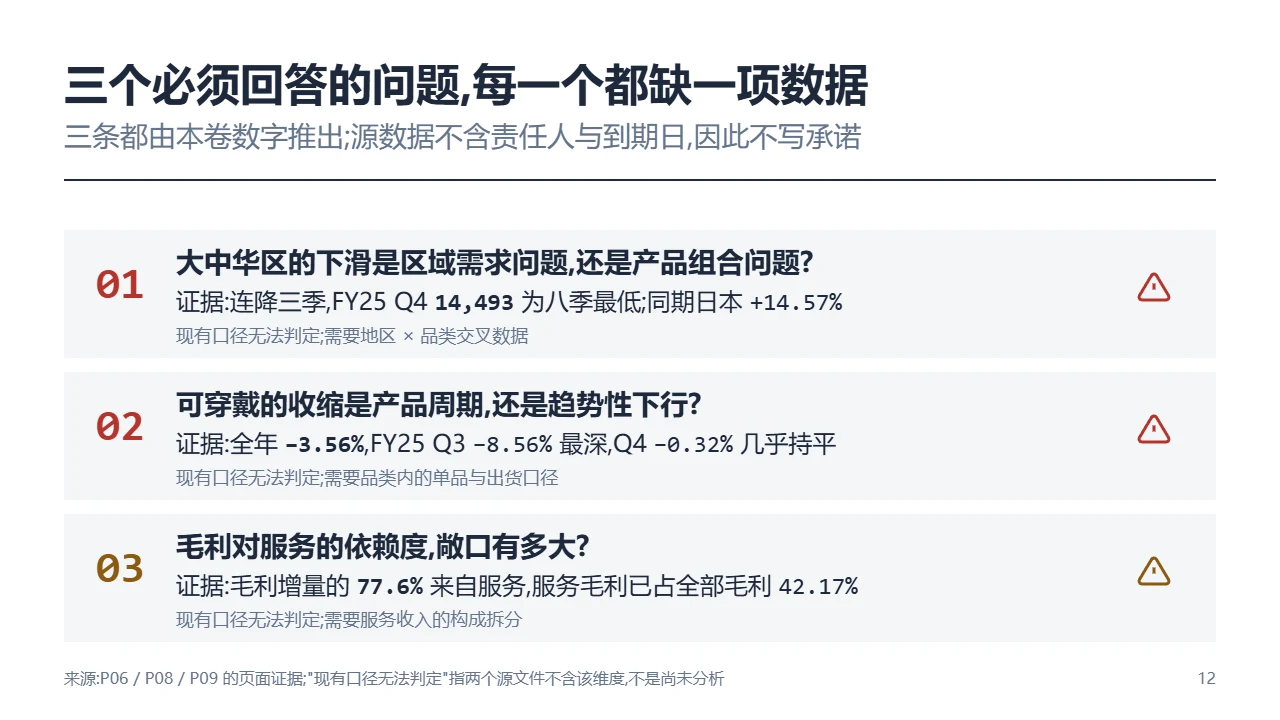 三个必须回答的问题,每一个都缺一项数据
三条都由本卷数字推出;源数据不含责任人与到期日,因此不写承诺
01
大中华区的下滑是区域需求问题,还是产品组合问题?
证据:连降三季,FY25 Q4 14,493 为八季最低;同期日本 +14.57%
现有口径无法判定;需要地区 × 品类交叉数据
02
可穿戴的收缩是产品周期,还是趋势性下行?
证据:全年 −3.56%,FY25 Q3 −8.56% 最深,Q4 −0.32% 几乎持平
现有口径无法判定;需要品类内的单品与出货口径
03
毛利对服务的依赖度,敞口有多大?
证据:毛利增量的 77.6% 来自服务,服务毛利已占全部毛利 42.17%
现有口径无法判定;需要服务收入的构成拆分
来源:P06 / P08 / P09 的页面证据;"现有口径无法判定"指两个源文件不含该维度,不是尚未分析
12